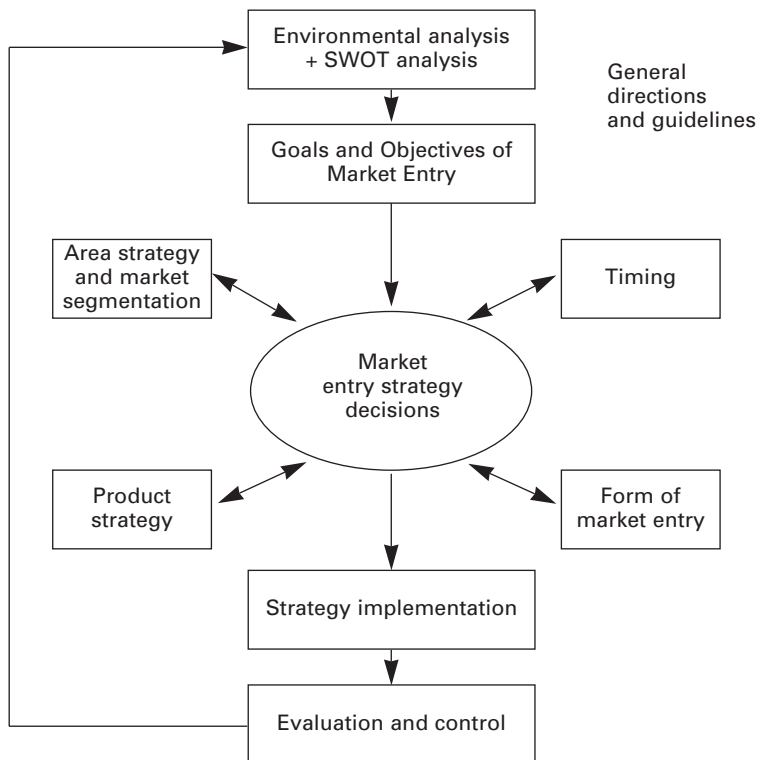 Environmental analysis
+ SWOT analysis
General
directions
and guidelines
Goals and Objectives of
Market Entry
Area strategy
and market
segmentation
Timing
Market
entry strategy
decisions
Product
strategy
Form of
market entry
Strategy implementation
Evaluation and control